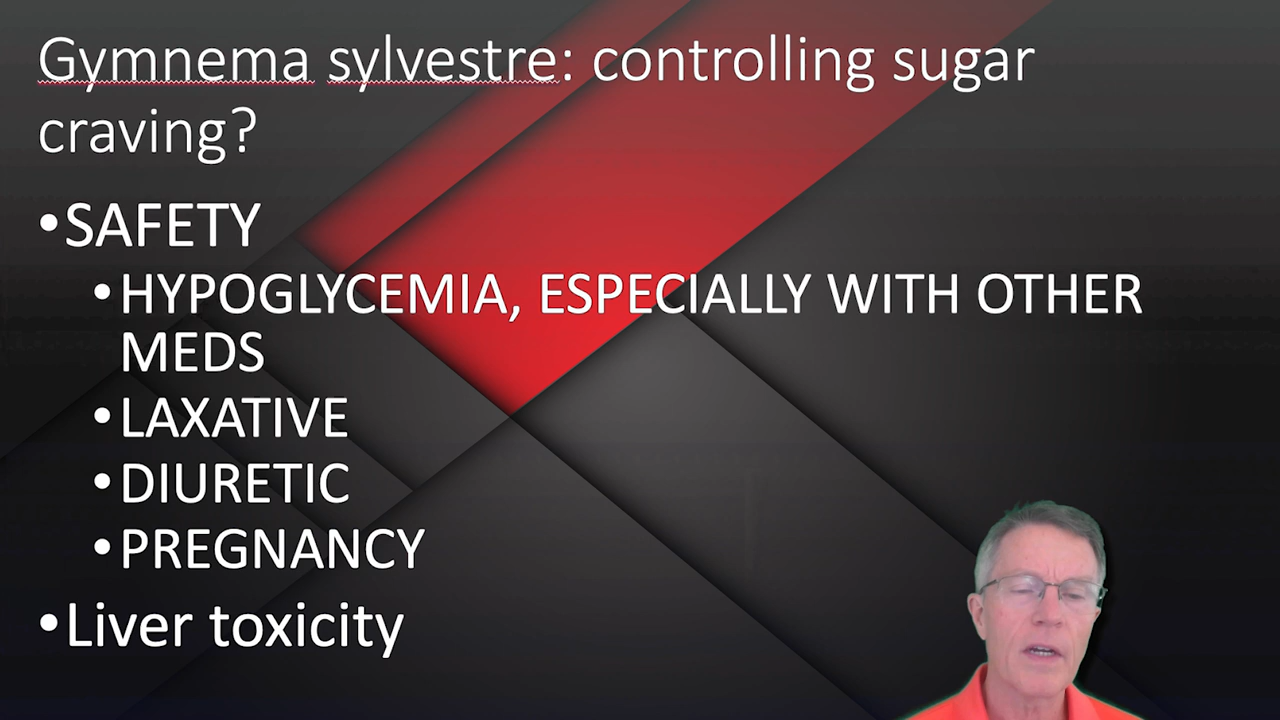 Gymnema sylvestre: controlling sugar
craving?
•SAFETY
•HYPOGLYCEMIA, ESPECIALLY WITH OTHER
MEDS
•LAXATIVE
•DIURETIC
•PREGNANCY
•Liver toxicity